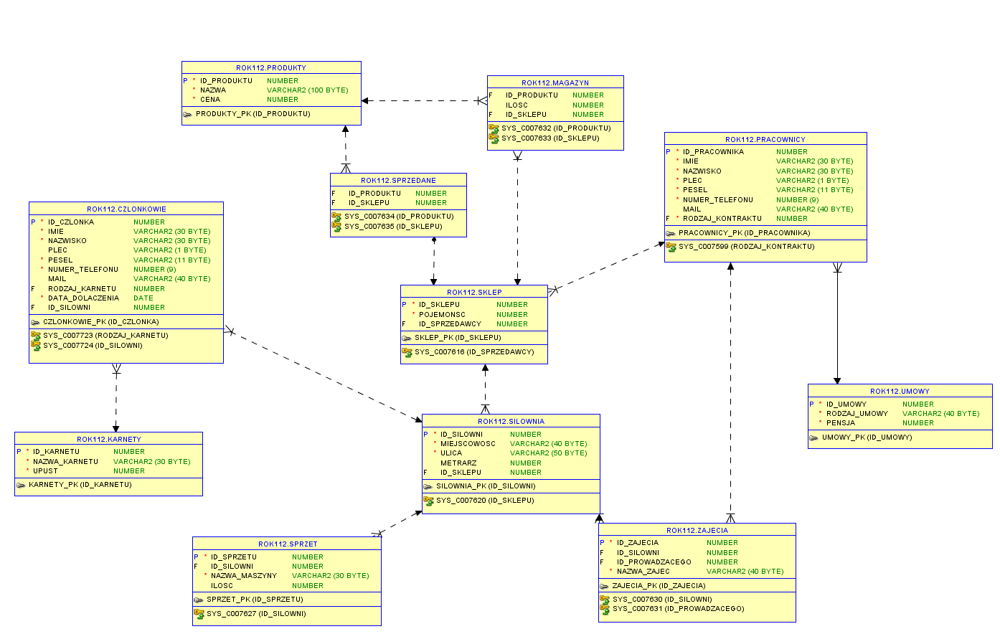 ROK112.PRODUKTY
P * ID_PRODUKTU NUMBER
* NAZWA VARCHAR2 (100 BYTE)
* CENA NUMBER
PRODUKTY_PK (ID_PRODUKTU)
ROK112.MAGAZYN
F ID_PRODUKTU NUMBER
ILOSC NUMBER
F ID_SKLEPU NUMBER
SYS_C007632 (ID_PRODUKTU)
SYS_C007633 (ID_SKLEPU)
ROK112.PRACOWNICY
P * ID_PRACOWNIKA NUMBER
* IMIE VARCHAR2 (30 BYTE)
* NAZWISKO VARCHAR2 (30 BYTE)
* PLEC VARCHAR2 (1 BYTE)
* PESEL VARCHAR2 (11 BYTE)
* NUMER_TELEFONU NUMBER (9)
MAIL VARCHAR2 (40 BYTE)
F * RODZAJ_KONTRAKTU NUMBER
PRACOWNICY_PK (ID_PRACOWNIKA)
SYS_C007599 (RODZAJ_KONTRAKTU)
ROK112.SPRZEDANE
F ID_PRODUKTU NUMBER
F ID_SKLEPU NUMBER
SYS_C007634 (ID_PRODUKTU)
SYS_C007635 (ID_SKLEPU)
ROK112.CZLONKOWIE
P * ID_CZLONKA NUMBER
* IMIE VARCHAR2 (30 BYTE)
* NAZWISKO VARCHAR2 (30 BYTE)
PLEC VARCHAR2 (1 BYTE)
* PESEL VARCHAR2 (11 BYTE)
* NUMER_TELEFONU NUMBER (9)
MAIL VARCHAR2 (40 BYTE)
F RODZAJ_KARNETU NUMBER
* DATA_DOLACZENIA DATE
F ID_SILOWNI NUMBER
CZLONKOWIE_PK (ID_CZLONKA)
SYS_C007723 (RODZAJ_KARNETU)
SYS_C007724 (ID_SILOWNI)
ROK112.SKLEP
P * ID_SKLEPU NUMBER
* POJEMONSC NUMBER
F ID_SPRZEDAWCY NUMBER
SKLEP_PK (ID_SKLEPU)
SYS_C007616 (ID_SPRZEDAWCY)
ROK112.UMOWY
P * ID_UMOWY NUMBER
* RODZAJ_UMOWY VARCHAR2 (40 BYTE)
* PENSJA NUMBER
UMOWY_PK (ID_UMOWY)
ROK112.SILOWNIA
P * ID_SILOWNI NUMBER
* MIEJSCOWOSC VARCHAR2 (40 BYTE)
* ULICA VARCHAR2 (50 BYTE)
METRARZ NUMBER
F ID_SKLEPU NUMBER
SILOWNIA_PK (ID_SILOWNI)
SYS_C007620 (ID_SKLEPU)
ROK112.KARNETY
P * ID_KARNETU NUMBER
* NAZWA_KARNETU VARCHAR2 (30 BYTE)
* UPUST NUMBER
KARNETY_PK (ID_KARNETU)
ROK112.SPRZET
P * ID_SPRZETU NUMBER
F ID_SILOWNI NUMBER
* NAZWA_MASZYNY VARCHAR2 (30 BYTE)
ILOSC NUMBER
SPRZET_PK (ID_SPRZETU)
SYS_C007627 (ID_SILOWNI)
ROK112.ZAJECIA
P * ID_ZAJECIA NUMBER
F ID_SILOWNI NUMBER
F ID_PROWADZACEGO NUMBER
* NAZWA_ZAJEC VARCHAR2 (40 BYTE)
ZAJECIA_PK (ID_ZAJECIA)
SYS_C007630 (ID_SILOWNI)
SYS_C007631 (ID_PROWADZACEGO)